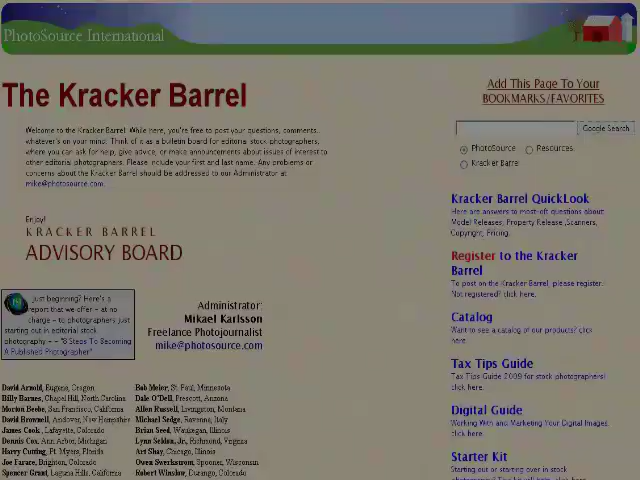 PhotoSource International
The Kracker Barrel
Welcome to the Kracker Barrel. While here, you're free to post your questions, comments,
whatever's on your mind. Think of it as a bulletin board for editorial stock photographers,
where you can ask for help, give advice, or make announcements about issues of interest to
other editorial photographers. Please include your first and last name. Any problems or
concerns about the Kracker Barrel should be addressed to our Administrator at
mike@photosource.com.
Enjoy!
KRACKER BARREL
ADVISORY BOARD
Just beginning? Here's a
report that we offer - at no
charge - to photographers just
starting out in editorial stock
photography - - "8 Steps To Becoming
A Published Photographer"
Administrator:
Mikael Karlsson
Freelance Photojournalist
mike@photosource.com
David Arnold, Eugene, Oregon
Billy Barnes, Chapel Hill, North Carolina
Morton Beebe, San Francisco, California
David Brownell, Andover, New Hampshire
James Cook, Lafayette, Colorado
Dennis Cox, Ann Arbor, Michigan
Harry Cutting, Ft. Myers, Florida
Joe Farace, Brighton, Colorado
Spencer Grant, Laguna Hills, California
Rob Meier, St. Paul, Minnesota
Dale O'Dell, Prescott, Arizona
Allen Russell, Livingston, Montana
Michael Sedge, Ravenna, Italy
Brian Seed, Waukegan, Illinois
Lynn Seldon, Jr., Richmond, Virginia
Art Shay, Chicago, Illinois
Owen Swerkstrom, Spooner, Wisconsin
Robert Winslow, Durango, Colorado
Add This Page To Your
BOOKMARKS/FAVORITES
Google Search
PhotoSource Resources
Kracker Barrel
Kracker Barrel QuickLook
Here are answers to most-oft questions about:
Model Releases, Property Release ,Scanners,
Copyright, Pricing.
Register to the Kracker
Barrel
To post on the Kracker Barrel, please register.
Not registered? click here.
Catalog
Want to see a catalog of our products? click
here.
Tax Tips Guide
Tax Tips Guide 2009 for stock photographers!
click here.
Digital Guide
Working With and Marketing Your Digital Images.
click here.
Starter Kit
Starting out or starting over in stock